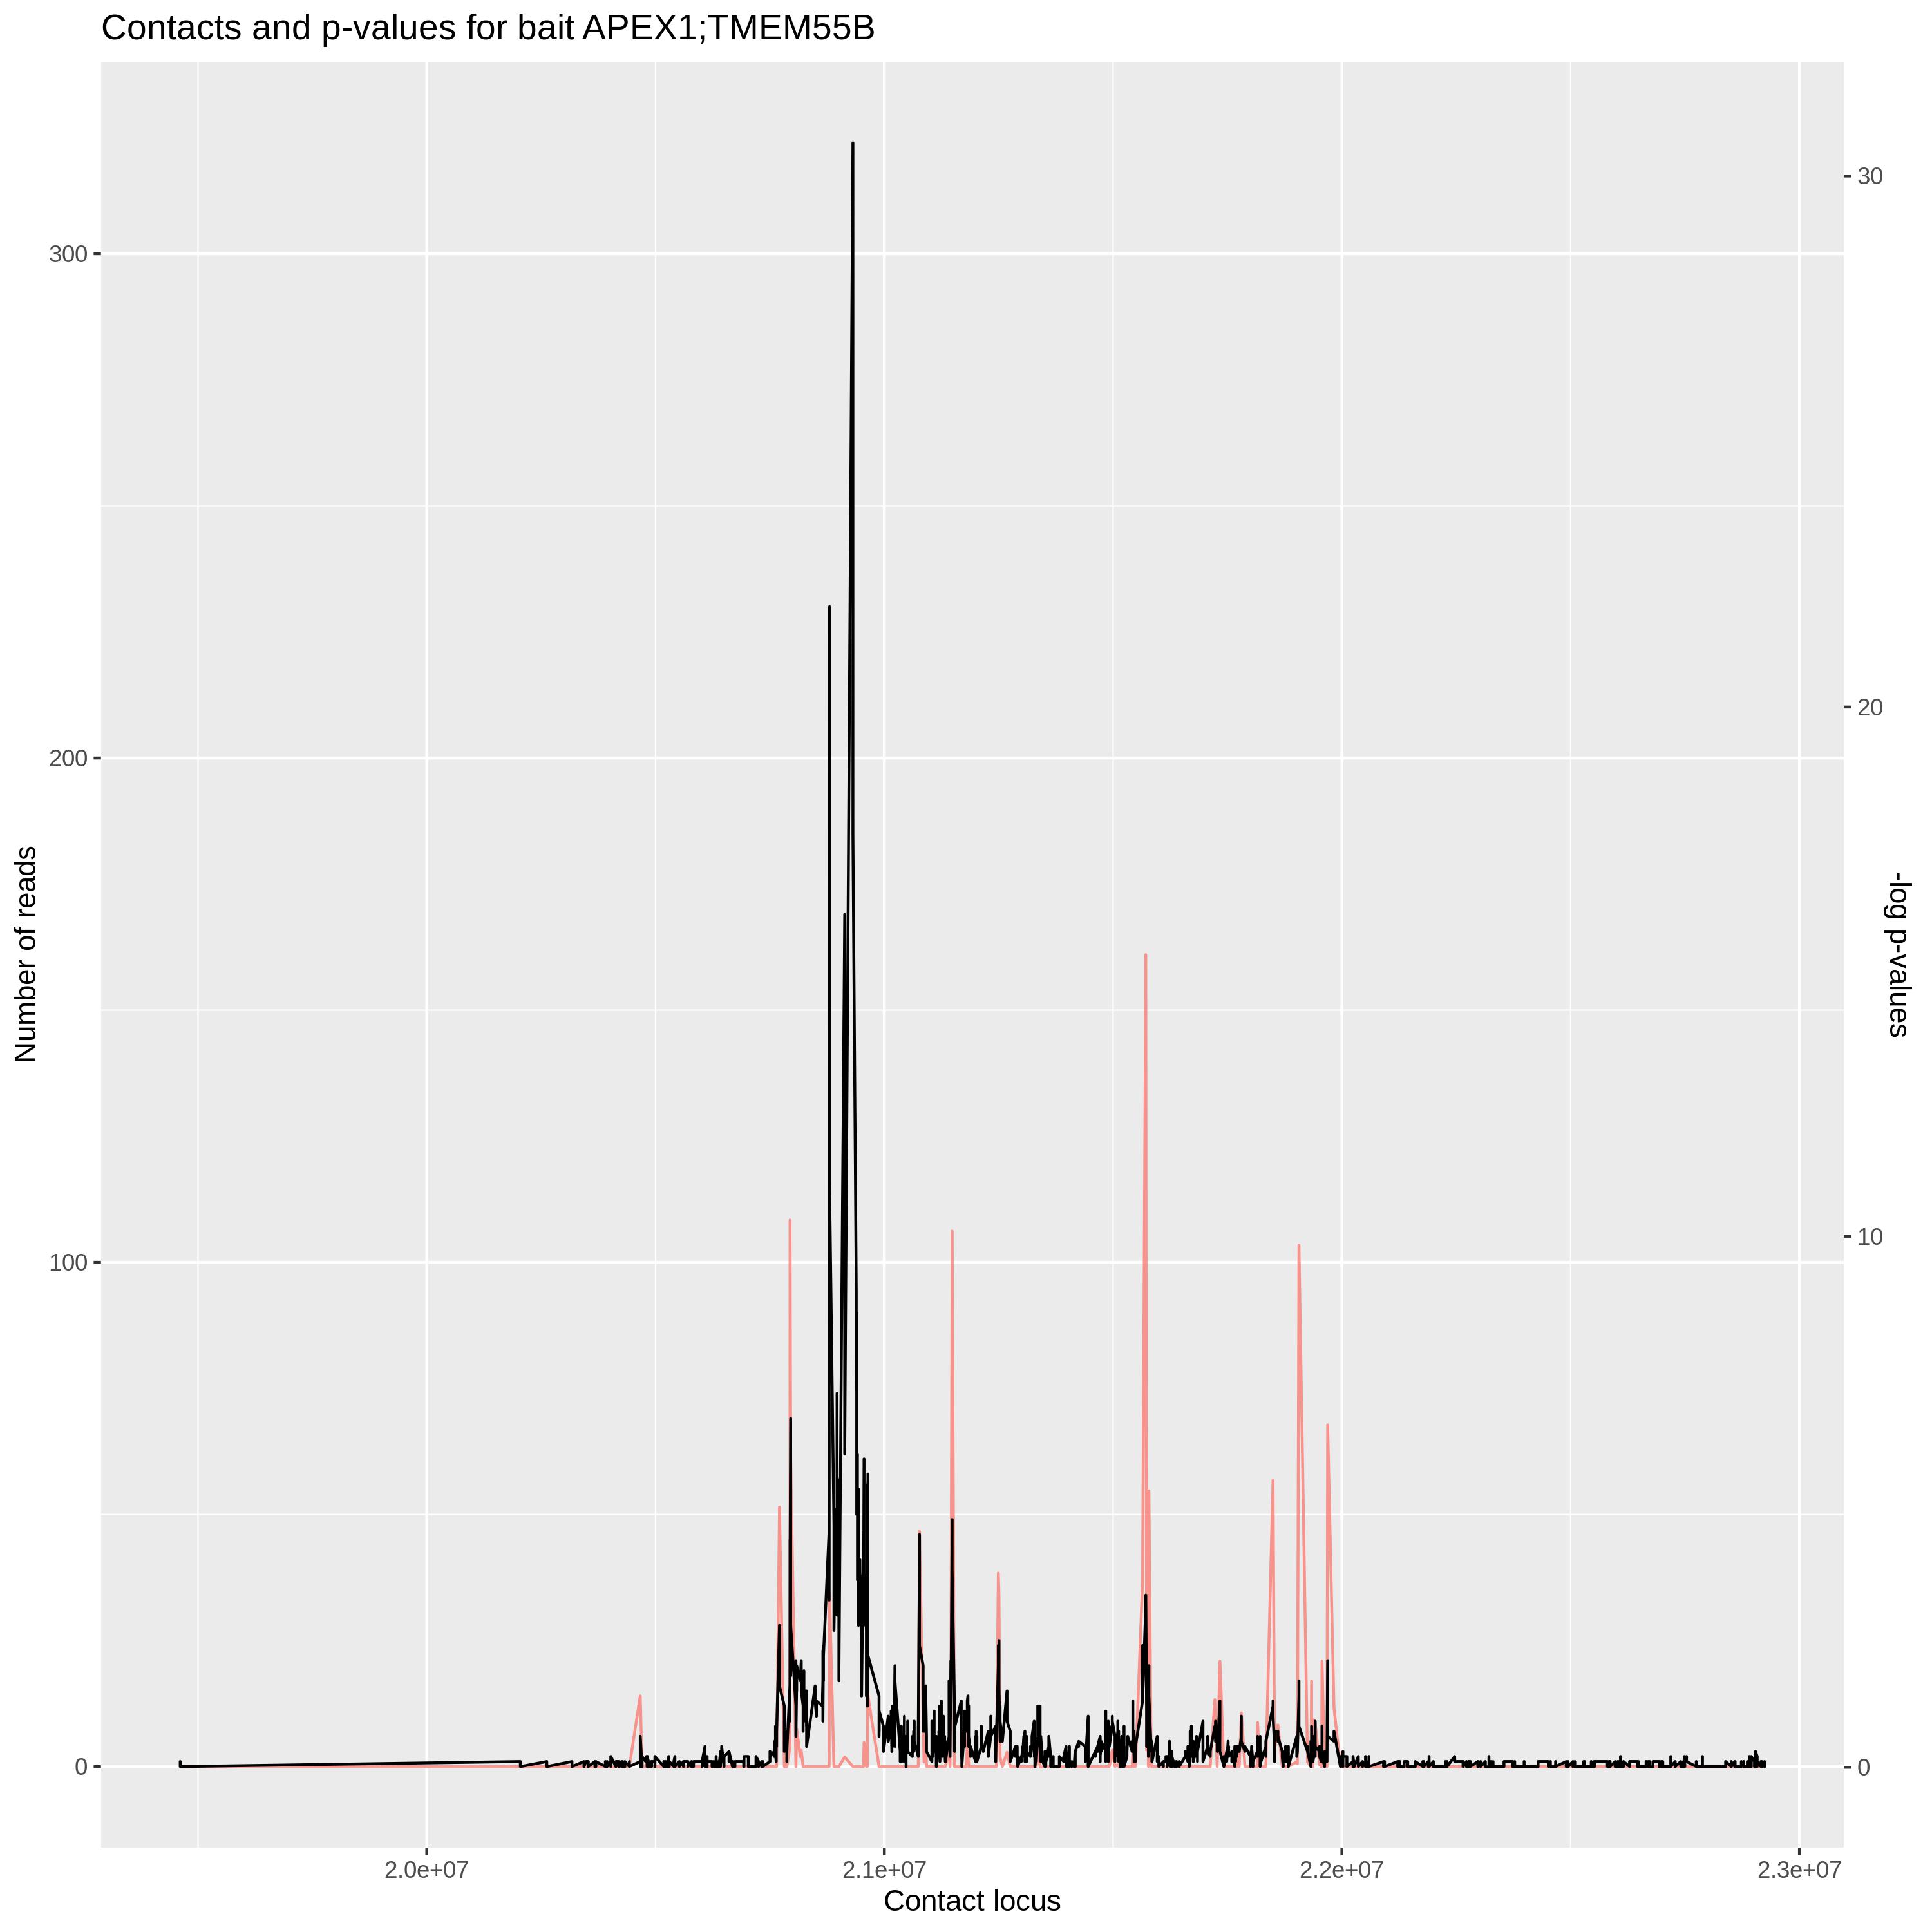 Contacts and p-values for bait APEX1;TMEM55B
Number of reads
300
200
100
0
30
20
10
0
-log p-values
2.0e+07
2.1e+07
2.2e+07
2.3e+07
Contact locus